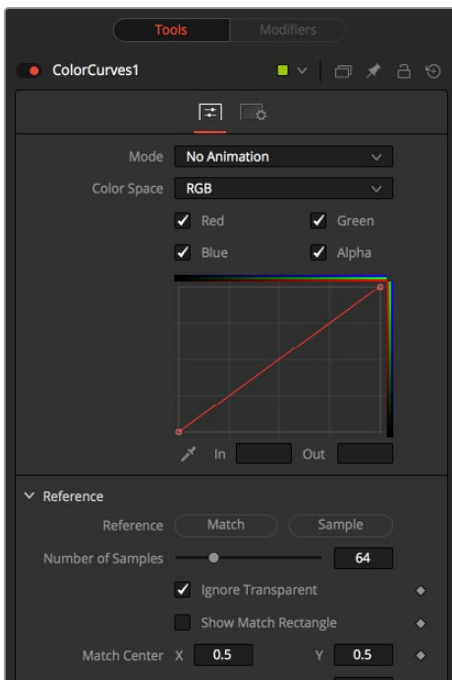 Tools Modifiers
ColorCurves1
Mode No Animation
Color Space RGB
Red Green
Blue Alpha
In Out
Reference
Reference Match Sample
Number of Samples 64
Ignore Transparent
Show Match Rectangle
Match Center X 0.5 Y 0.5